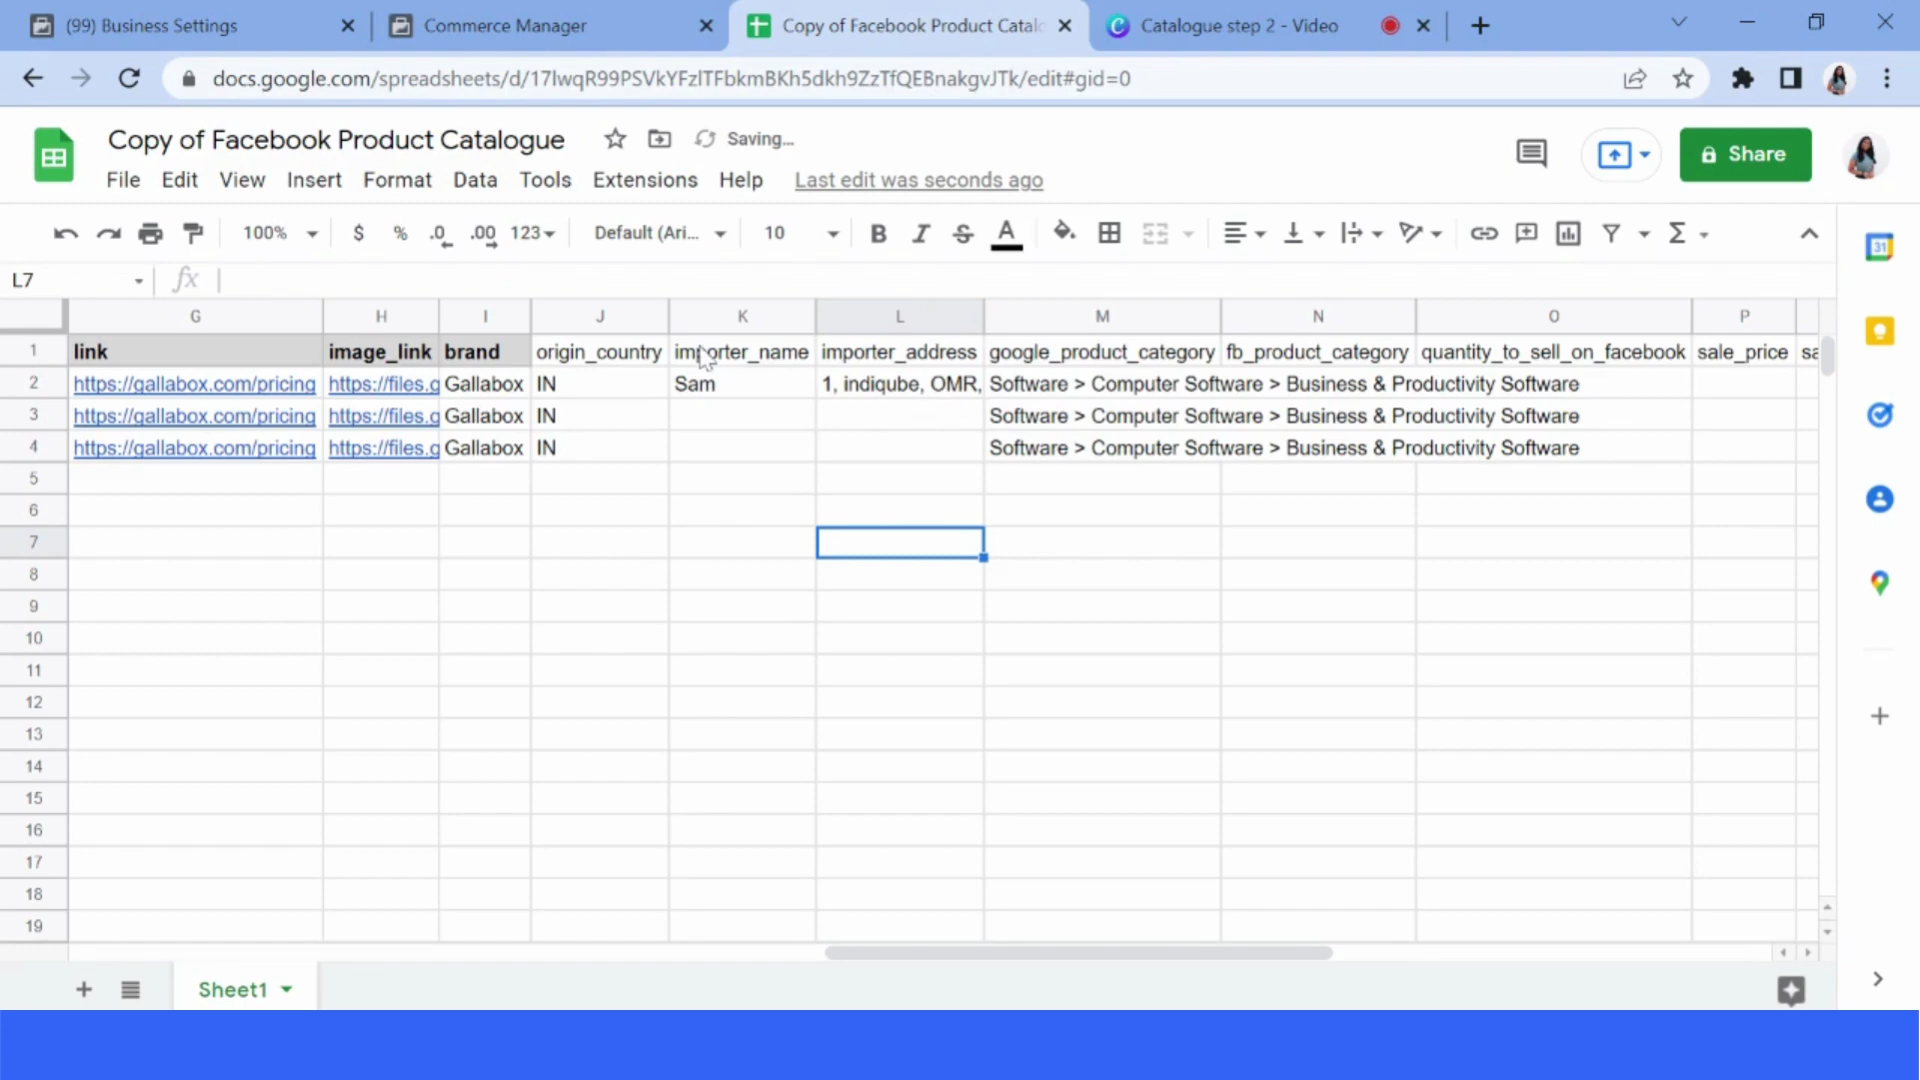 (99) Business Settings
Commerce Manager
Copy of Facebook Product Catalo
Catalogue step 2 - Video
docs.google.com/spreadsheets/d/17lwqR99PSVkYFzlTFbkmBKh5dkh9ZzTfQEBnakgvJTk/edit#gid=0
Copy of Facebook Product Catalogue
Saving...
Share
File Edit View Insert Format Data Tools Extensions Help Last edit was seconds ago
100% $ % .0 .00 123 Default (Ari... 10 B I S A Σ
31
L7 fx
G H I J K L M N O P
1 link image_link brand origin_country importer_name importer_address google_product_category fb_product_category quantity_to_sell_on_facebook sale_price sa
2 https://gallabox.com/pricing https://files.g Gallabox IN Sam 1, indiqube, OMR, Software > Computer Software > Business & Productivity Software
3 https://gallabox.com/pricing https://files.g Gallabox IN Software > Computer Software > Business & Productivity Software
4 https://gallabox.com/pricing https://files.g Gallabox IN Software > Computer Software > Business & Productivity Software
5
6
7
8
9
10
11
12
13
14
15
16
17
18
19
Sheet1